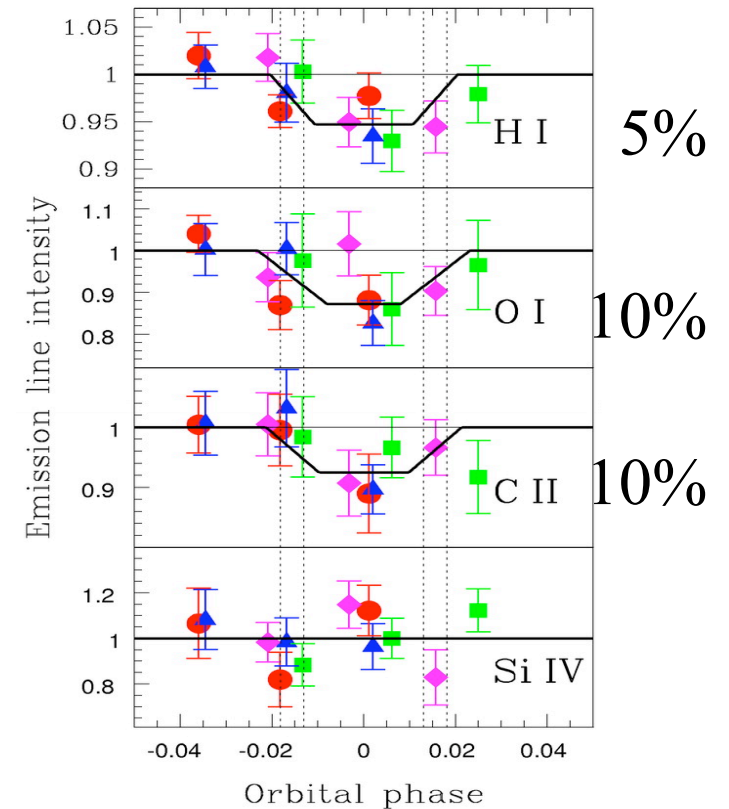 1.05
1
0.95
0.9
H I
5%
1.1
1
0.9
0.8
O I
10%
1
0.9
C II
10%
1.2
1
0.8
Si IV
-0.04 -0.02 0 0.02 0.04
Orbital phase
Emission line intensity